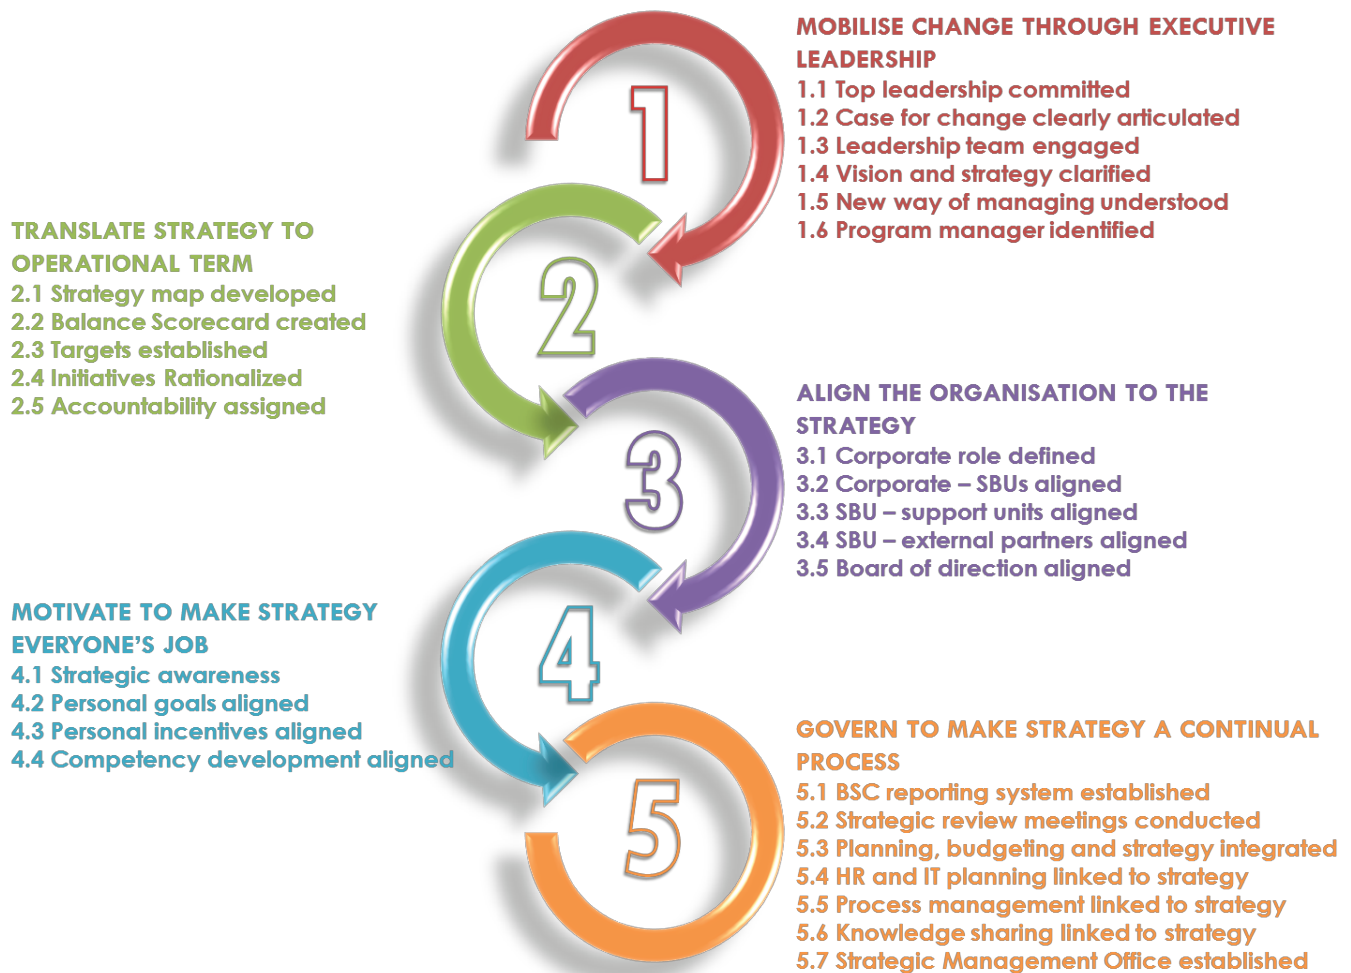 1
MOBILISE CHANGE THROUGH EXECUTIVE
LEADERSHIP
1.1 Top leadership committed
1.2 Case for change clearly articulated
1.3 Leadership team engaged
1.4 Vision and strategy clarified
1.5 New way of managing understood
1.6 Program manager identified
2
TRANSLATE STRATEGY TO
OPERATIONAL TERM
2.1 Strategy map developed
2.2 Balance Scorecard created
2.3 Targets established
2.4 Initiatives Rationalized
2.5 Accountability assigned
3
ALIGN THE ORGANISATION TO THE
STRATEGY
3.1 Corporate role defined
3.2 Corporate – SBUs aligned
3.3 SBU – support units aligned
3.4 SBU – external partners aligned
3.5 Board of direction aligned
4
MOTIVATE TO MAKE STRATEGY
EVERYONE'S JOB
4.1 Strategic awareness
4.2 Personal goals aligned
4.3 Personal incentives aligned
4.4 Competency development aligned
5
GOVERN TO MAKE STRATEGY A CONTINUAL
PROCESS
5.1 BSC reporting system established
5.2 Strategic review meetings conducted
5.3 Planning, budgeting and strategy integrated
5.4 HR and IT planning linked to strategy
5.5 Process management linked to strategy
5.6 Knowledge sharing linked to strategy
5.7 Strategic Management Office established